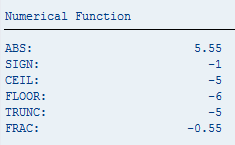 Numerical Function
ABS: 5.55
SIGN: -1
CEIL: -5
FLOOR: -6
TRUNC: -5
FRAC: -0.55